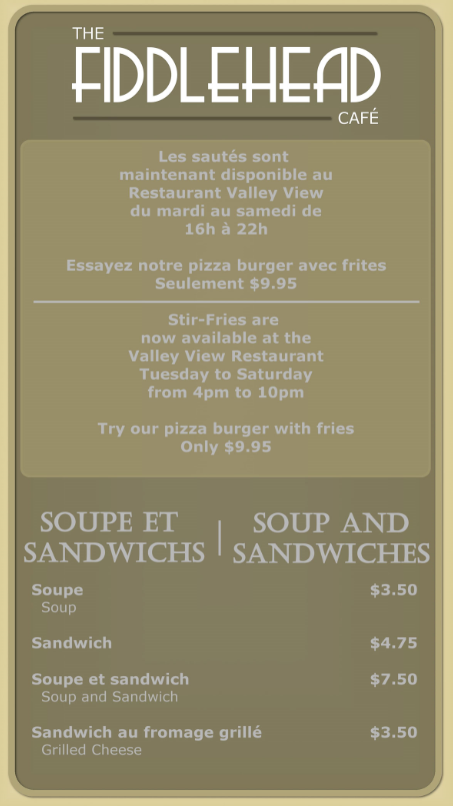 THE
FIDDLEHEAD
CAFÉ
Les sautés sont
maintenant disponible au
Restaurant Valley View
du mardi au samedi de
16h à 22h
Essayez notre pizza burger avec frites
Seulement $9.95
Stir-Fries are
now available at the
Valley View Restaurant
Tuesday to Saturday
from 4pm to 10pm
Try our pizza burger with fries
Only $9.95
SOUPE ET
SANDWICHS
SOUP AND
SANDWICHES
Soupe $3.50
Soup
Sandwich $4.75
Soupe et sandwich $7.50
Soup and Sandwich
Sandwich au fromage grillé $3.50
Grilled Cheese